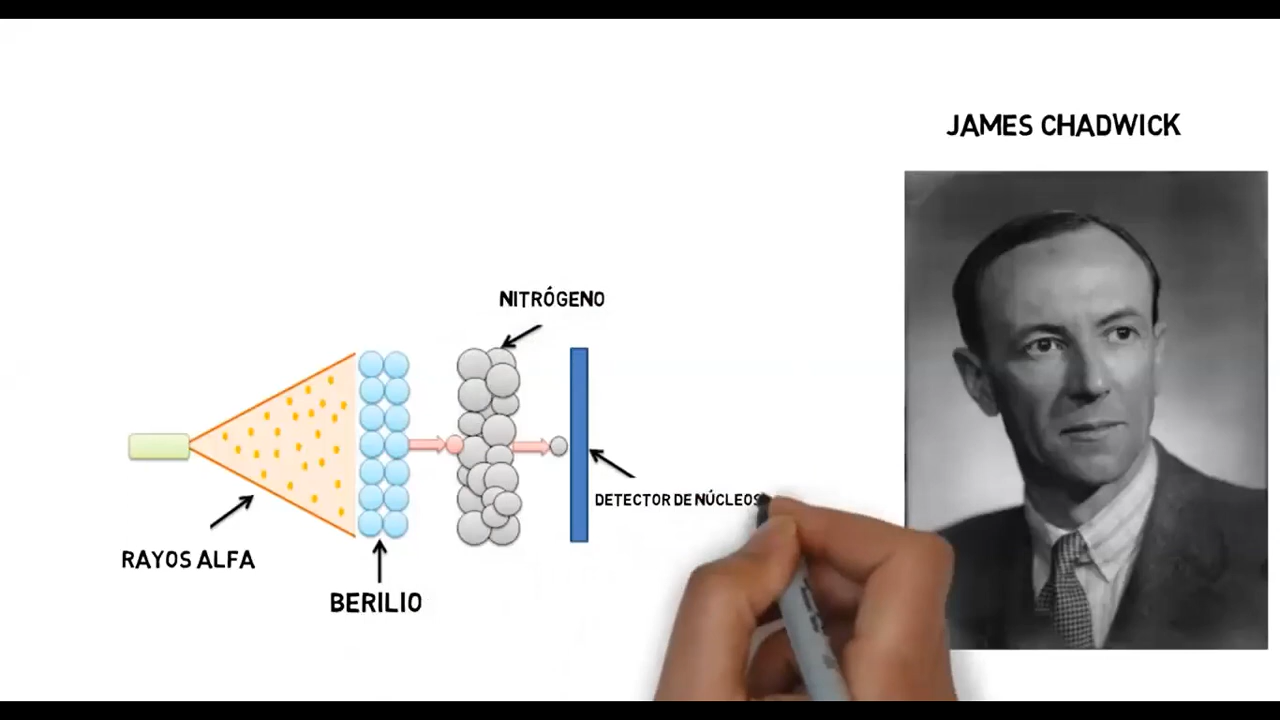 JAMES CHADWICK
NITRÓGENO
DETECTOR DE NÚCLEOS
RAYOS ALFA
BERILIO